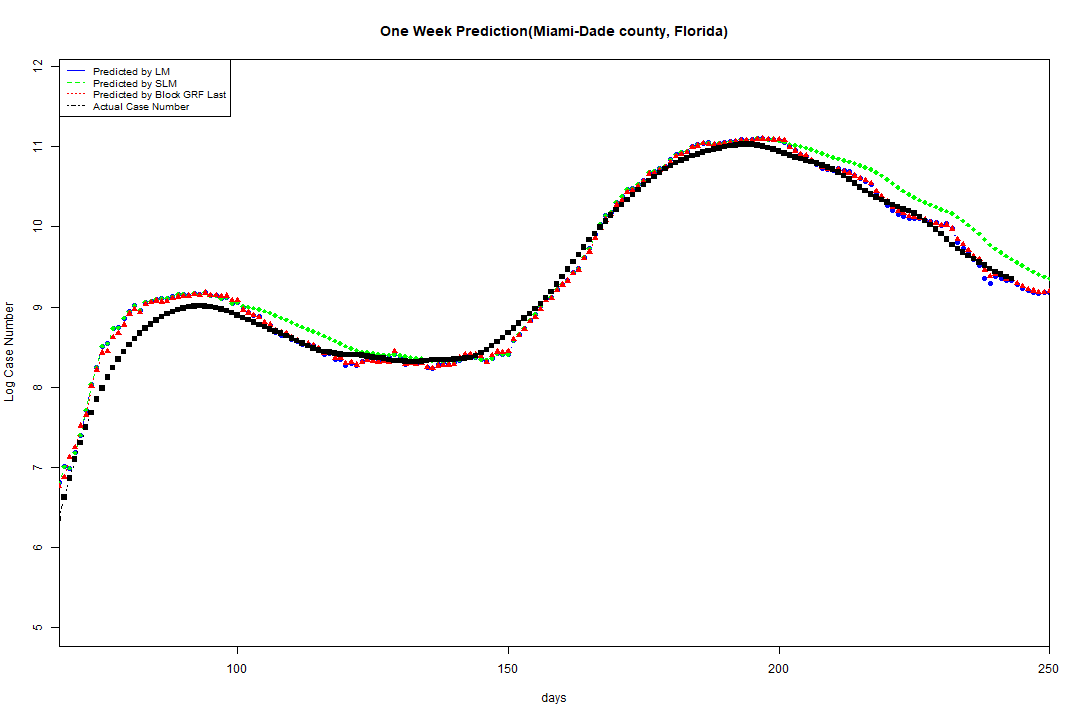 One Week Prediction(Miami-Dade county, Florida)
Predicted by LM
Predicted by SLM
Predicted by Block GRF Last
Actual Case Number
12
11
10
9
8
7
6
5
Log Case Number
100
150
200
250
days